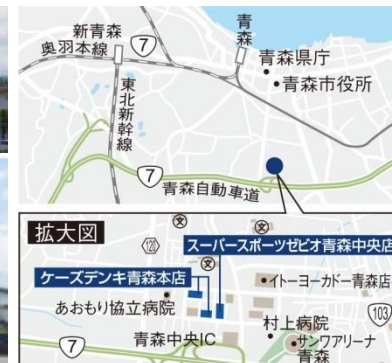 新青森
奥羽本線
7
青森
青森県庁
青森市役所
東北新幹線
7
青森自動車道
拡大図
文
文
120
スーパースポーツゼビオ青森中央店
文
ケーズデンキ青森本店
イトーヨーカドー青森店
あおもり協立病院
103
村上病院
青森中央IC
サンワアリーナ
青森
7